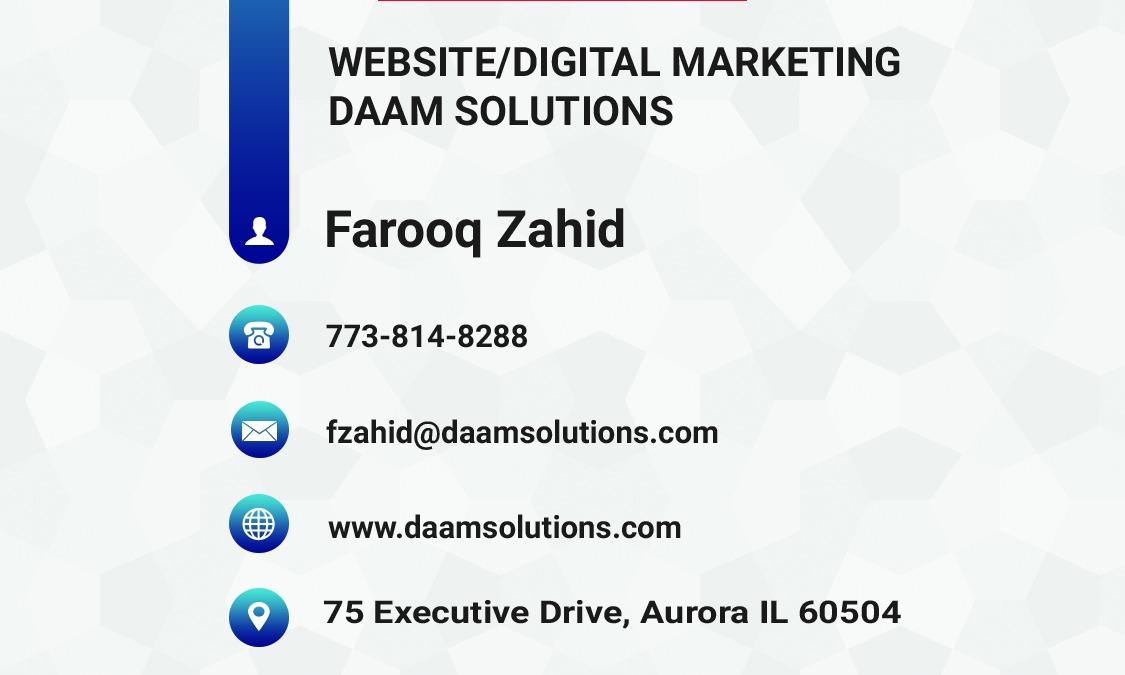 WEBSITE/DIGITAL MARKETING
DAAM SOLUTIONS
Farooq Zahid
773-814-8288
fzahid@daamsolutions.com
www.daamsolutions.com
75 Executive Drive, Aurora IL 60504